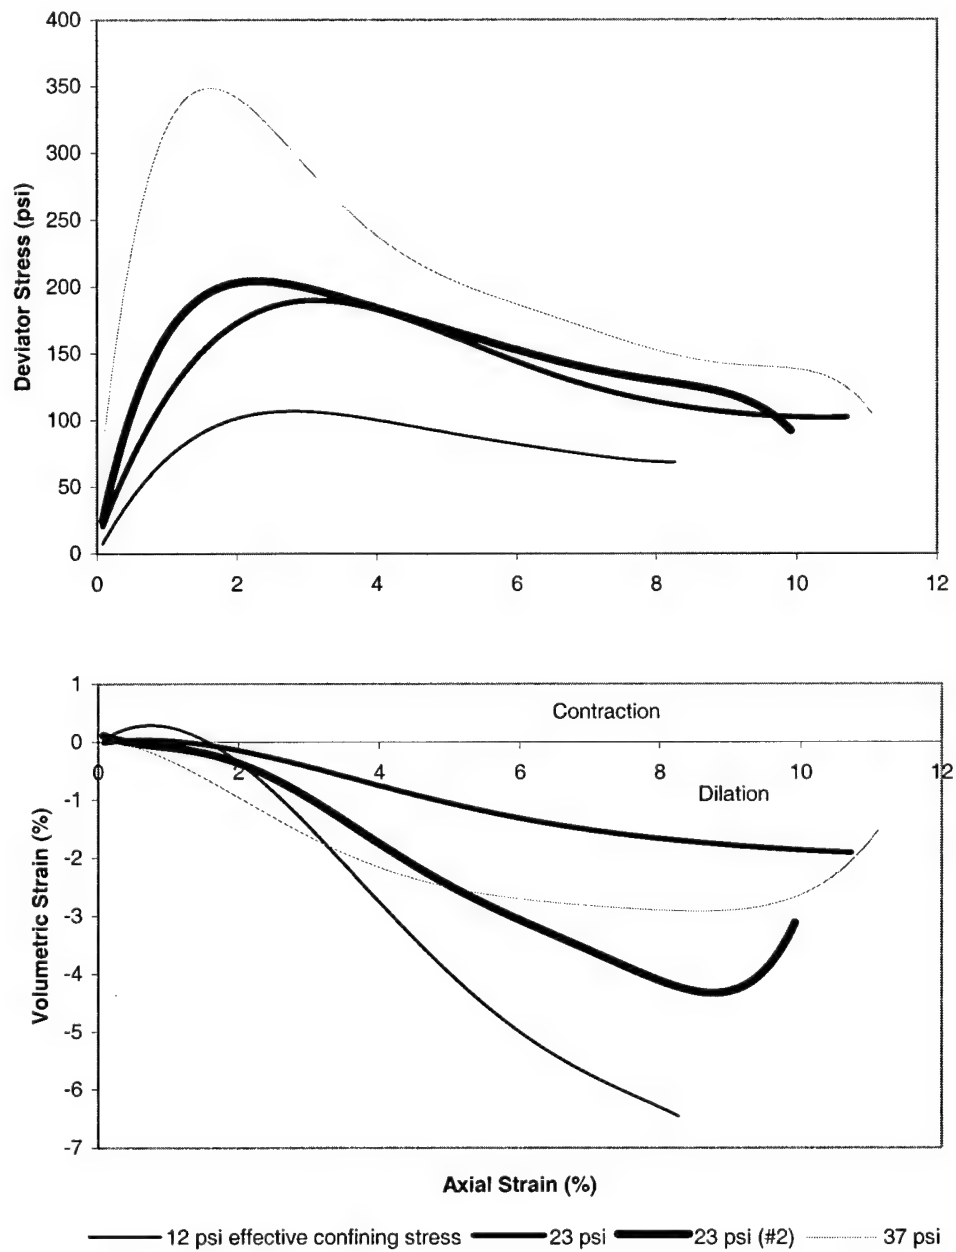 400
350
300
250
200
150
100
50
0
Deviator Stress (psi)
0 2 4 6 8 10 12
1
0
-1
-2
-3
-4
-5
-6
-7
Volumetric Strain (%)
Contraction
0 2 4 6 8 10 12
Dilation
Axial Strain (%)
12 psi effective confining stress 23 psi 23 psi (#2) 37 psi